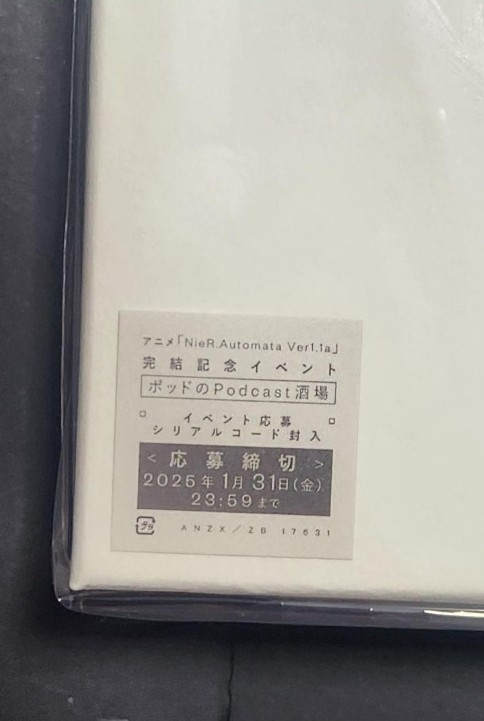 アニメ「NieR:Automata Ver1.1a」
完結記念イベント
ポッドのPodcast酒場
イベント応募
シリアルコード封入
<応募締切>
2025年1月31日(金)
23:59まで
プラ ANZX/ZB 17631